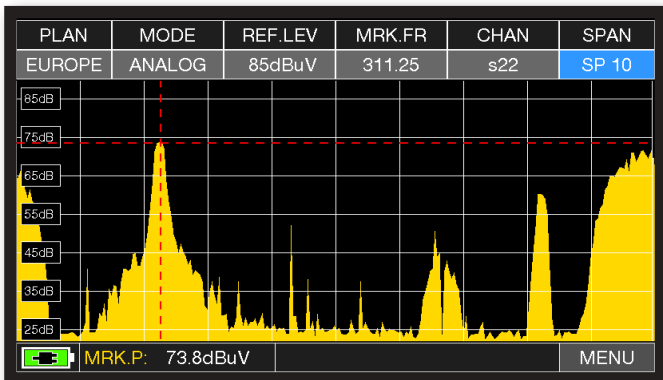 PLAN MODE REF.LEV MRK.FR CHAN SPAN
EUROPE ANALOG 85dBuV 311.25 s22 SP 10
85dB
75dB
65dB
55dB
45dB
35dB
25dB
MRK.P: 73.8dBuV MENU